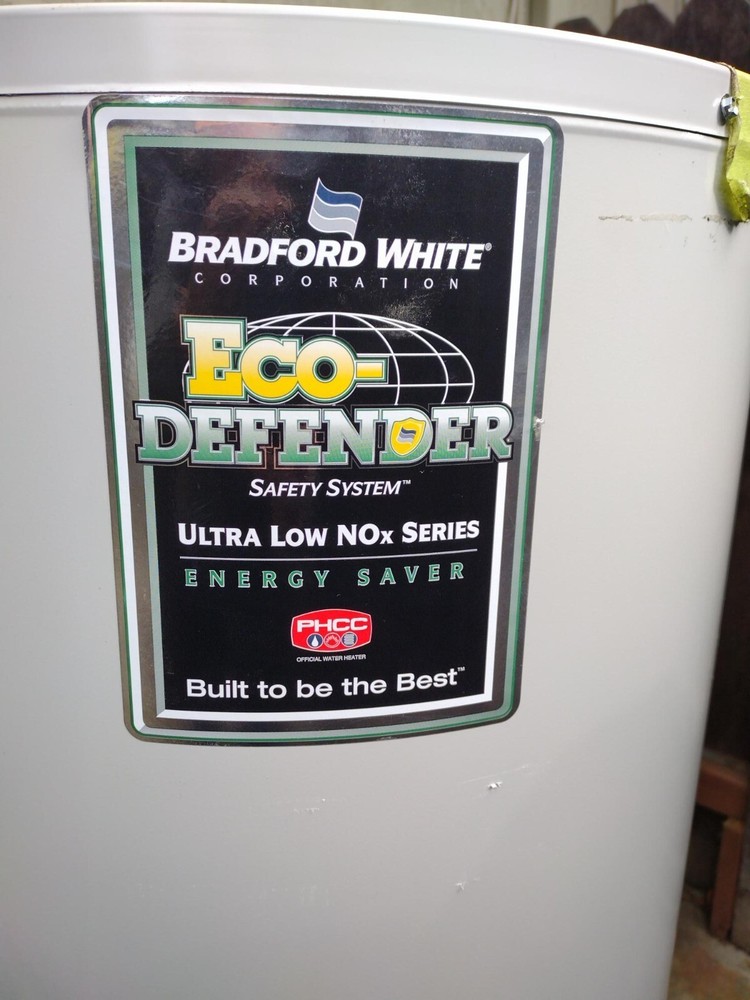 BRADFORD WHITE®
CORPORATION
ECO-
DEFENDER
SAFETY SYSTEM™
ULTRA LOW NOx SERIES
ENERGY SAVER
PHCC
OFFICIAL WATER HEATER
Built to be the Best™